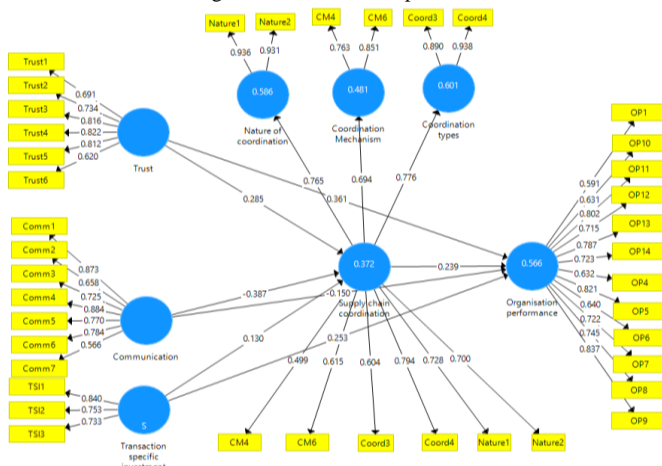 Nature1
Nature2
CM4
CM6
Coord3
Coord4
0.936
0.931
0.763
0.851
0.890
0.938
0.586
0.481
0.601
Nature of
coordination
Coordination
Mechanism
Coordination
types
Trust1
Trust2
Trust3
Trust4
Trust5
Trust6
0.691
0.734
0.816
0.822
0.812
0.620
Trust
0.285
0.765
0.694
0.776
0.361
Comm1
Comm2
Comm3
Comm4
Comm5
Comm6
Comm7
0.873
0.658
0.725
0.884
0.770
0.784
0.566
Communication
-0.387
-0.150
0.130
0.253
0.372
Supply chain
coordination
0.239
0.566
Organisation
performance
TSI1
TSI2
TSI3
0.840
0.753
0.733
S
Transaction
specific
0.499
0.615
0.604
0.794
0.728
0.700
CM4
CM6
Coord3
Coord4
Nature1
Nature2
0.591
0.631
0.802
0.715
0.787
0.723
0.632
0.821
0.640
0.722
0.745
0.837
OP1
OP10
OP11
OP12
OP13
OP14
OP4
OP5
OP6
OP7
OP8
OP9